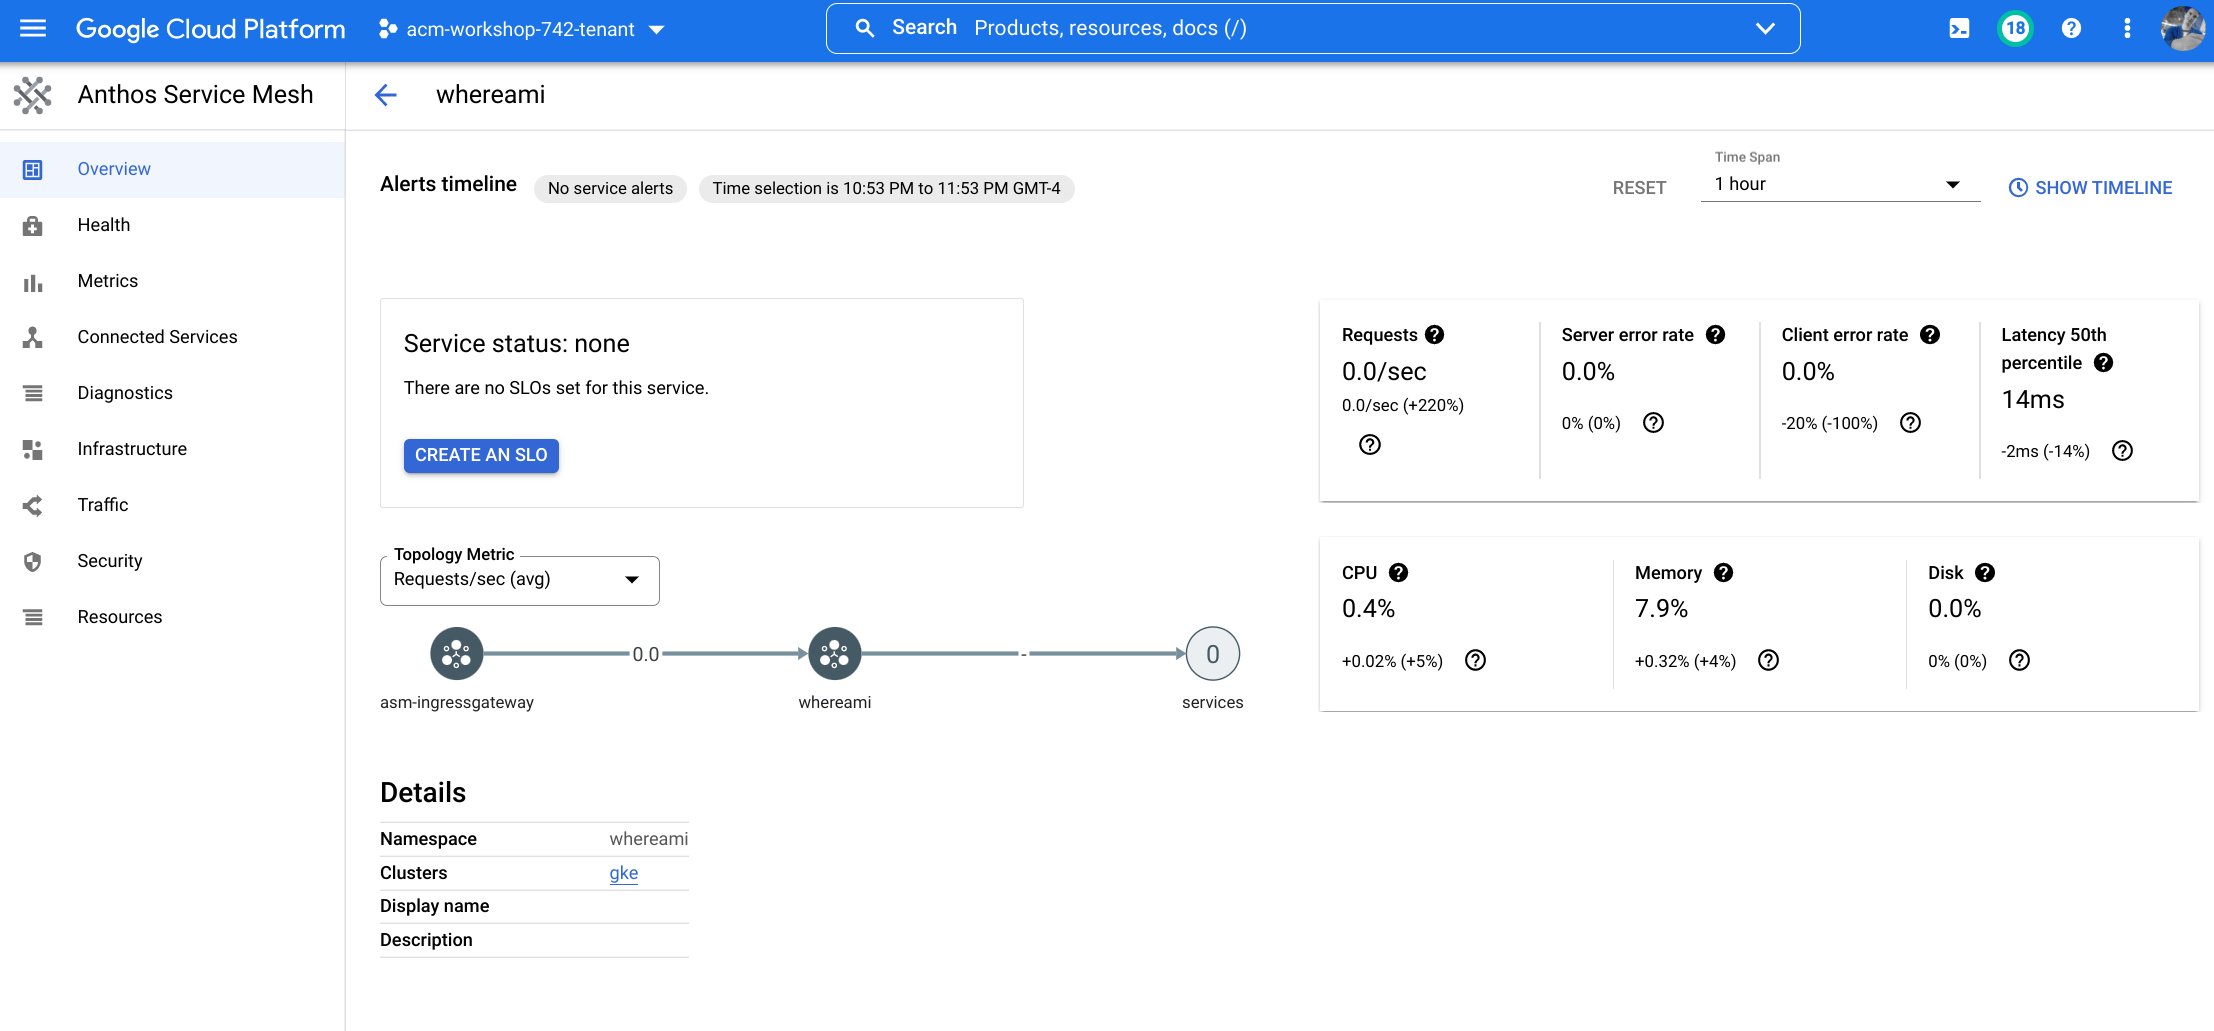 Google Cloud Platform
acm-workshop-742-tenant
Search Products, resources, docs (/)
18
Anthos Service Mesh
whereami
Overview
Health
Metrics
Connected Services
Diagnostics
Infrastructure
Traffic
Security
Resources
Alerts timeline
No service alerts
Time selection is 10:53 PM to 11:53 PM GMT-4
RESET
Time Span
1 hour
SHOW TIMELINE
Service status: none
There are no SLOs set for this service.
CREATE AN SLO
Requests
0.0/sec
0.0/sec (+220%)
Server error rate
0.0%
0% (0%)
Client error rate
0.0%
-20% (-100%)
Latency 50th
percentile
14ms
-2ms (-14%)
Topology Metric
Requests/sec (avg)
0.0
-
0
asm-ingressgateway
whereami
services
CPU
0.4%
+0.02% (+5%)
Memory
7.9%
+0.32% (+4%)
Disk
0.0%
0% (0%)
Details
Namespace whereami
Clusters gke
Display name
Description